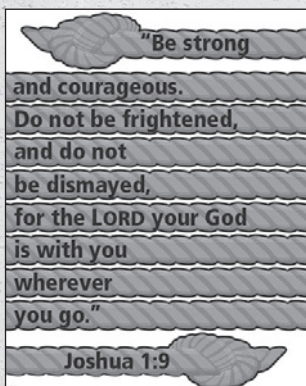 “Be strong
and courageous.
Do not be frightened,
and do not
be dismayed,
for the LORD your God
is with you
wherever
you go.”
Joshua 1:9